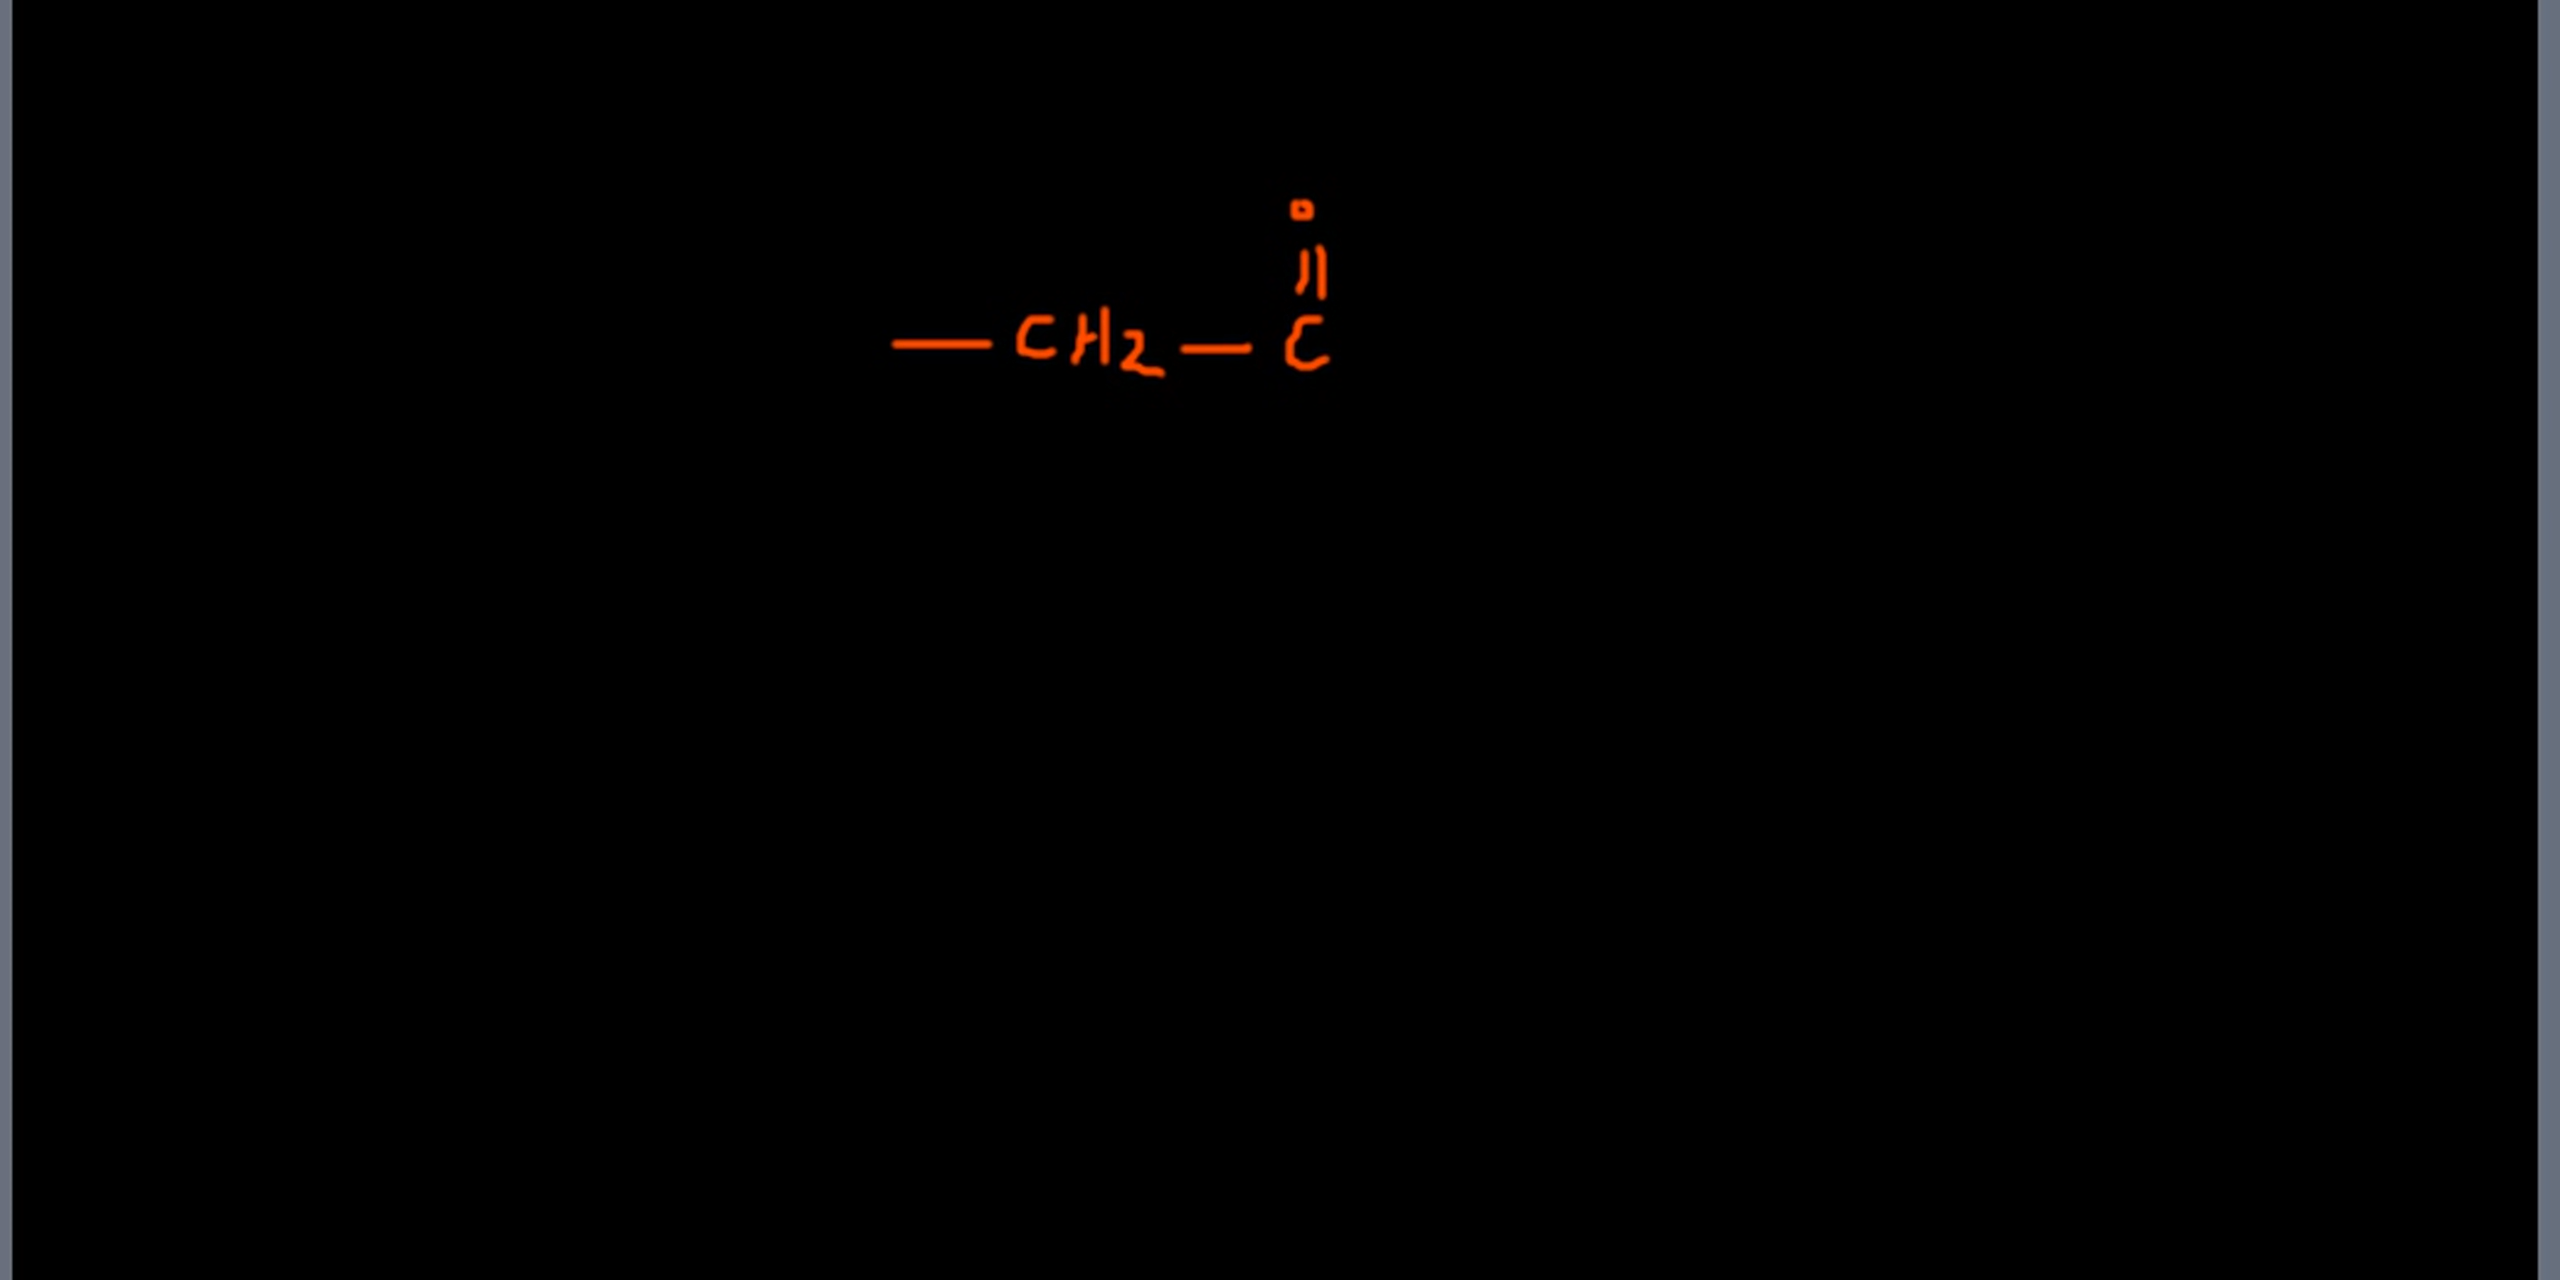 O
||
— CH2 — C